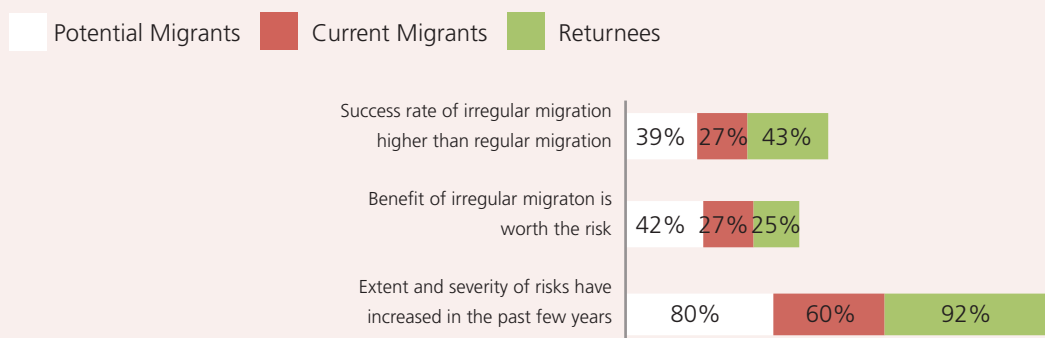 Potential Migrants Current Migrants Returnees
Success rate of irregular migration
higher than regular migration
39% 27% 43%
Benefit of irregular migraton is
worth the risk
42% 27% 25%
Extent and severity of risks have
increased in the past few years
80% 60% 92%